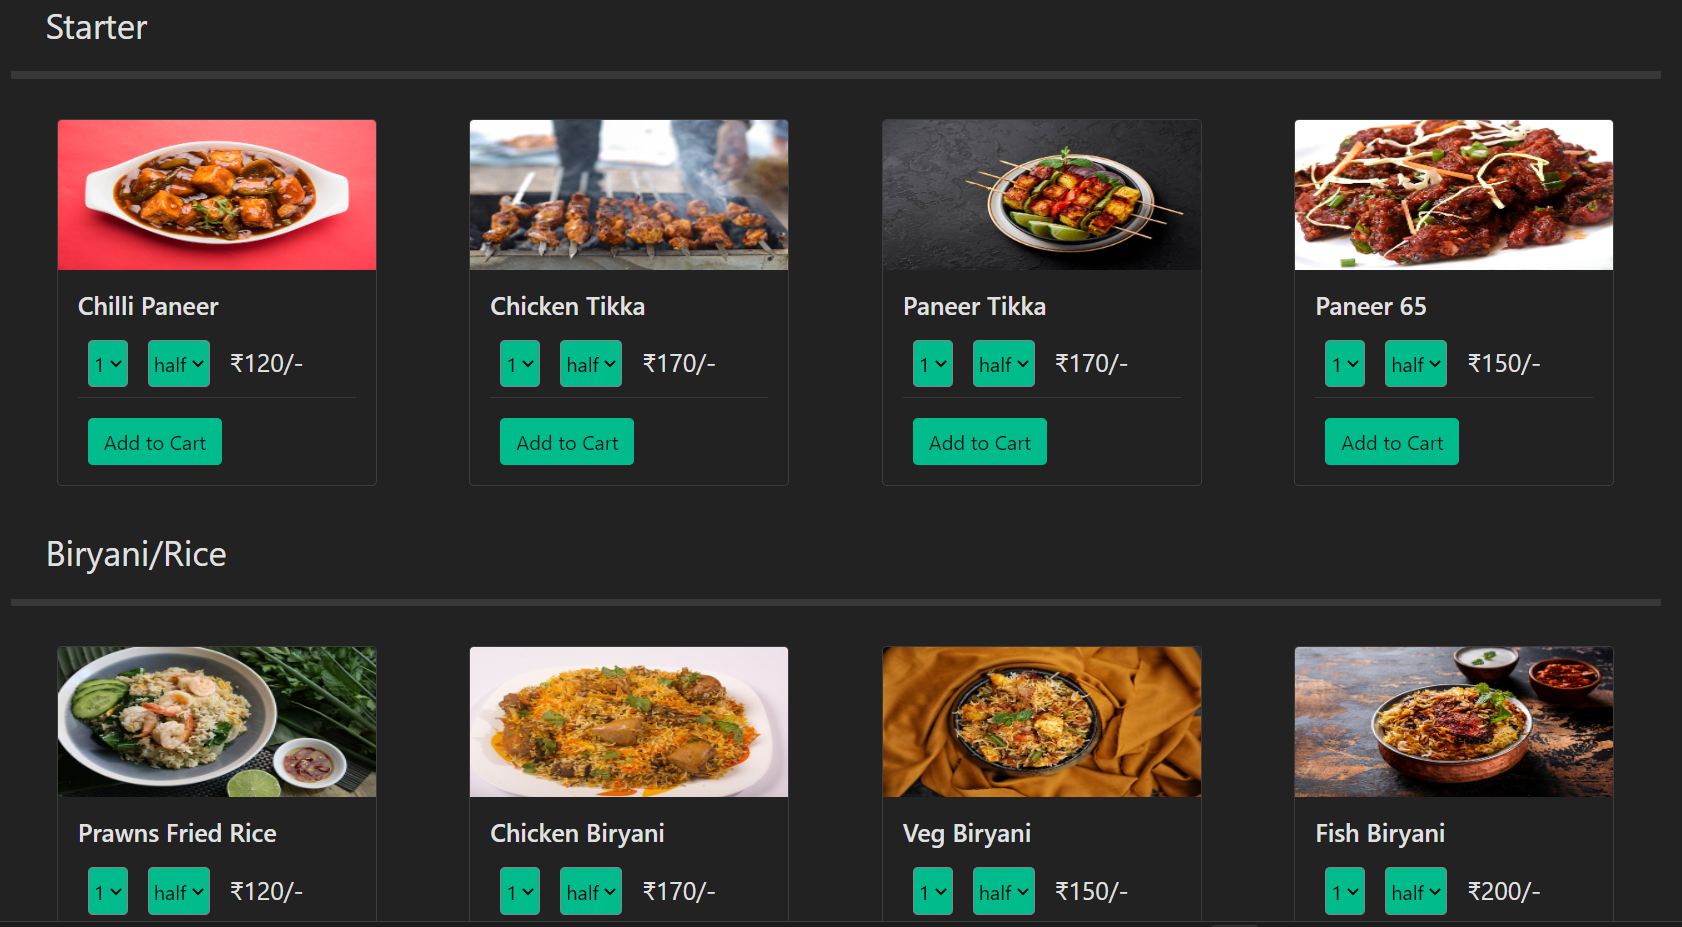 Starter
Chilli Paneer
1 half ₹120/-
Add to Cart
Chicken Tikka
1 half ₹170/-
Add to Cart
Paneer Tikka
1 half ₹170/-
Add to Cart
Paneer 65
1 half ₹150/-
Add to Cart
Biryani/Rice
Prawns Fried Rice
1 half ₹120/-
Chicken Biryani
1 half ₹170/-
Veg Biryani
1 half ₹150/-
Fish Biryani
1 half ₹200/-